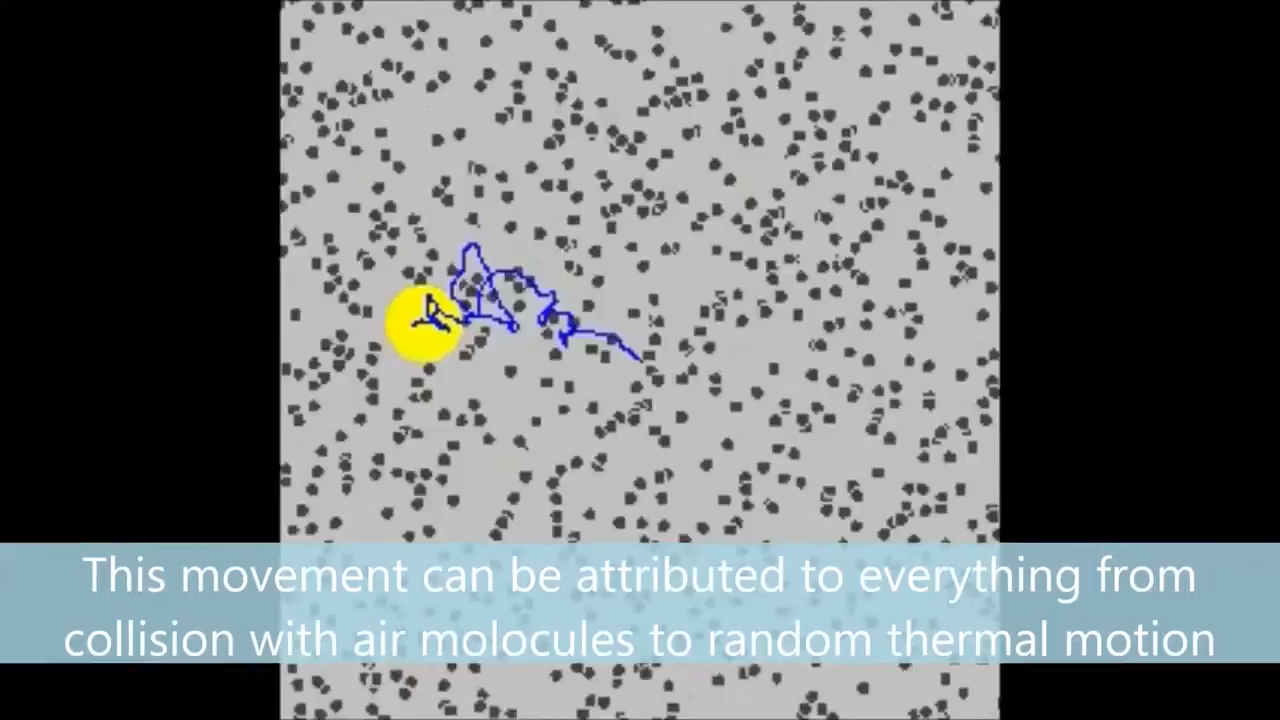 This movement can be attributed to everything from
collision with air molocules to random thermal motion